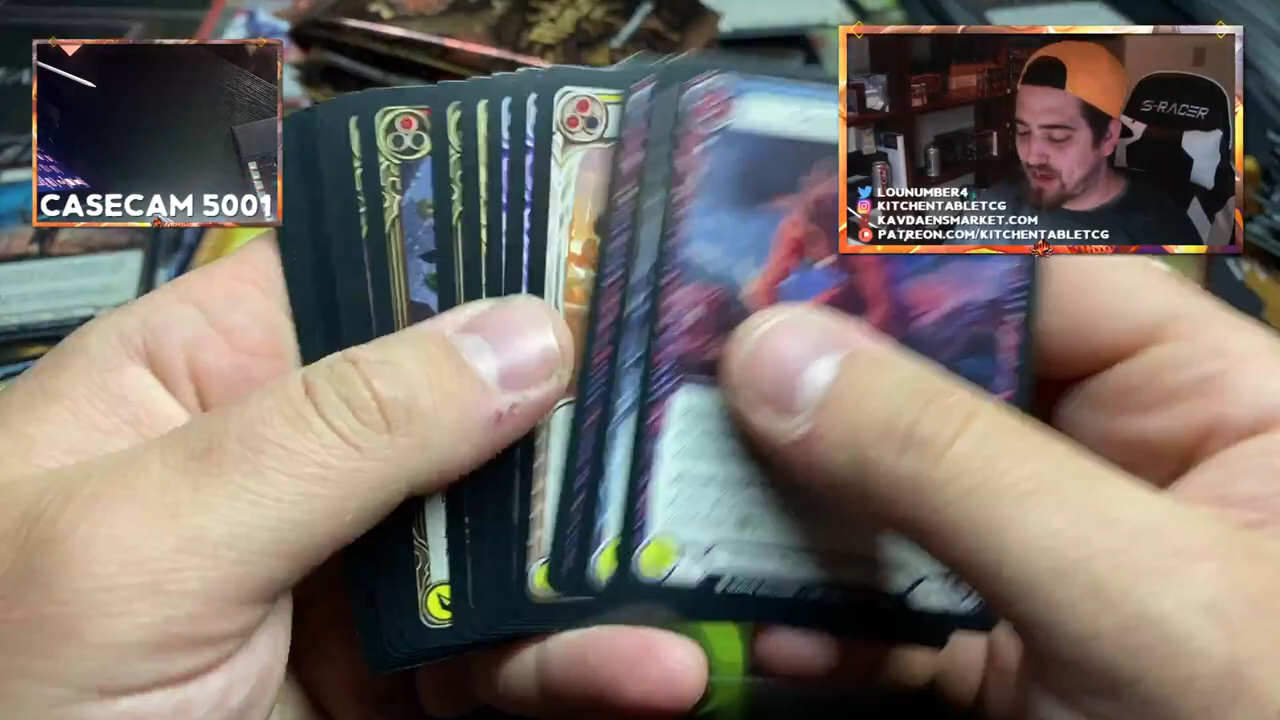 CASECAM 5001
S-RACER
LOUNUMBER4
KITCHENTABLETCG
KAVDAENSMARKET.COM
PATREON.COM/KITCHENTABLETCG